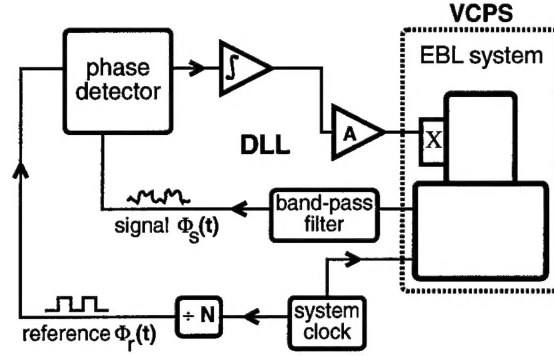 VCPS
EBL system
phase
detector
∫
A
X
DLL
signal Φs(t)
band-pass
filter
reference Φr(t)
÷ N
system
clock